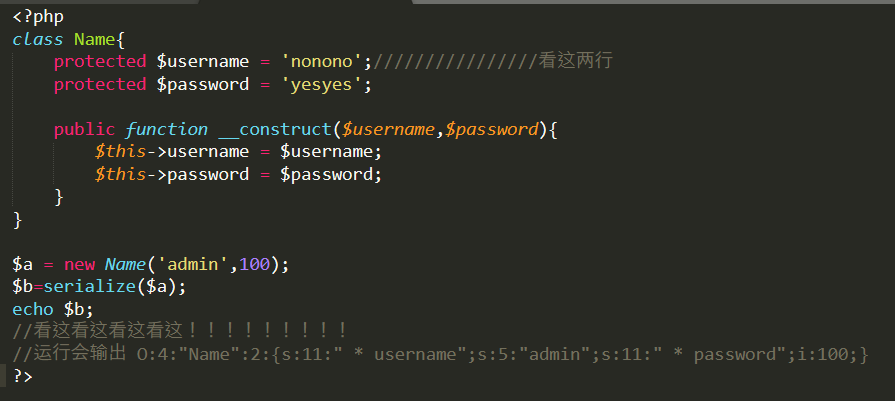 <?php
class Name{
    protected $username = 'nonono';////////////////看这两行
    protected $password = 'yesyes';
    public function __construct($username,$password){
        $this->username = $username;
        $this->password = $password;
    }
}
$a = new Name('admin',100);
$b=serialize($a);
echo $b;
//看这看这看这看这！！！！！！！！！
//运行会输出 O:4:"Name":2:{s:11:" * username";s:5:"admin";s:11:" * password";i:100;}
?>